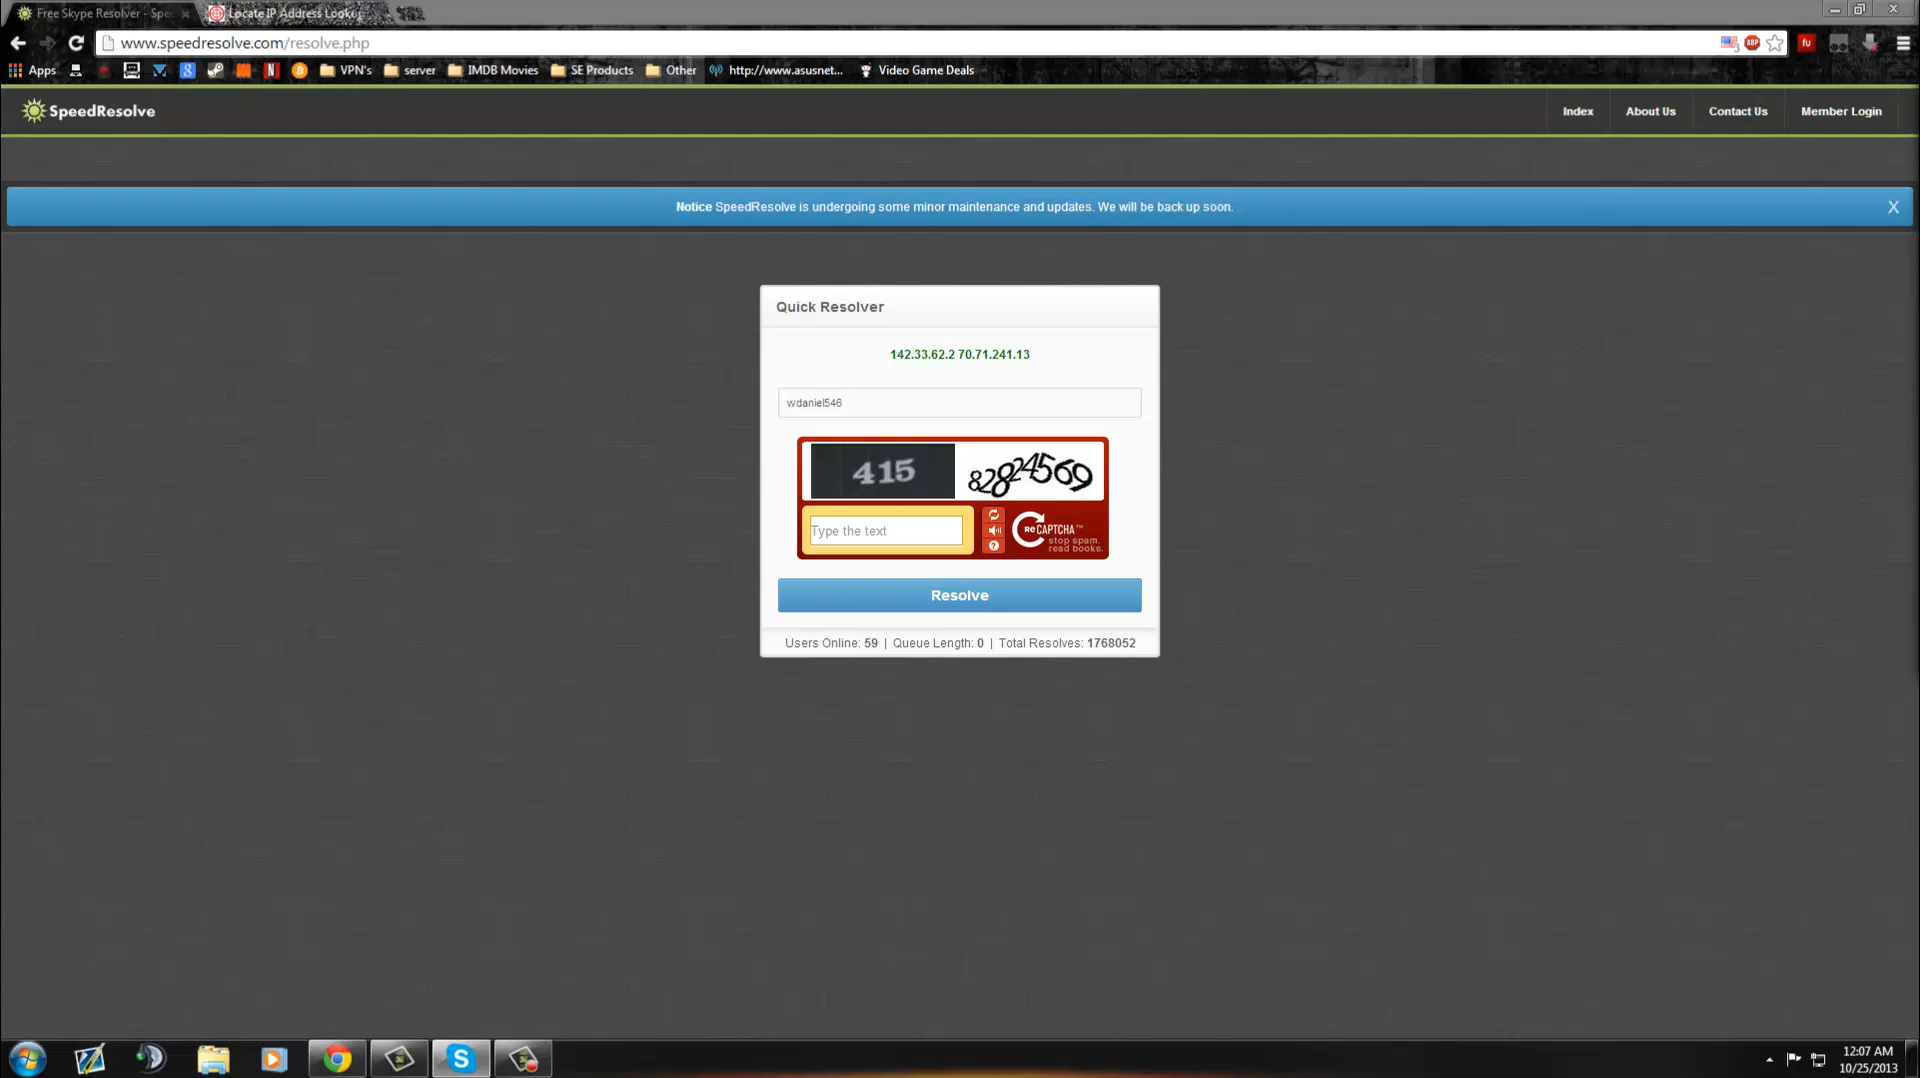 Free Skype Resolver - Spe
Locate IP Address Looku
www.speedresolve.com/resolve.php
ABP
fu
Apps
VPN's
server
IMDB Movies
SE Products
Other
http://www.asusnet...
Video Game Deals
SpeedResolve
Index
About Us
Contact Us
Member Login
Notice SpeedResolve is undergoing some minor maintenance and updates. We will be back up soon.
X
Quick Resolver
142.33.62.2 70.71.241.13
wdaniel546
415
82824569
Type the text
reCAPTCHA™
stop spam.
read books.
Resolve
Users Online: 59 | Queue Length: 0 | Total Resolves: 1768052
12:07 AM
10/25/2013